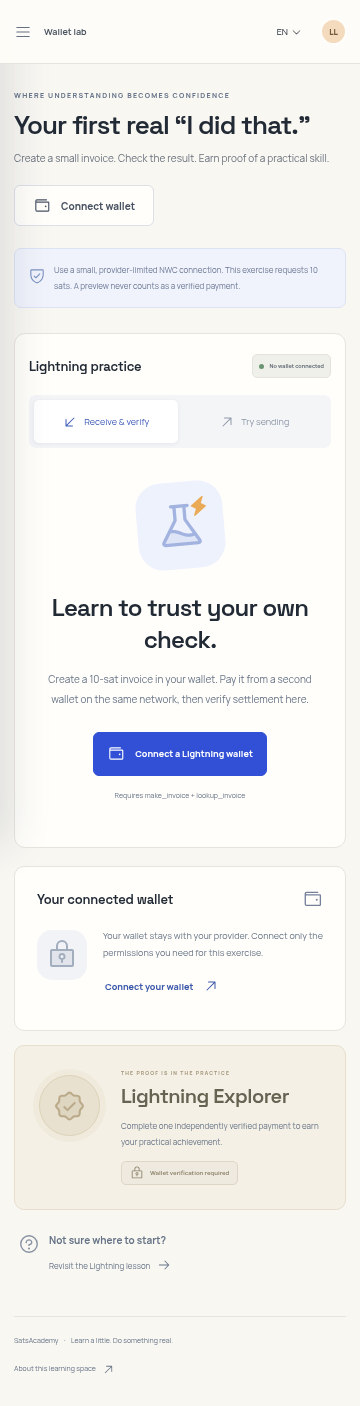 Wallet lab
EN
LL
WHERE UNDERSTANDING BECOMES CONFIDENCE
Your first real “I did that.”
Create a small invoice. Check the result. Earn proof of a practical skill.
Connect wallet
Use a small, provider-limited NWC connection. This exercise requests 10
sats. A preview never counts as a verified payment.
Lightning practice
No wallet connected
Receive & verify
Try sending
Learn to trust your own
check.
Create a 10-sat invoice in your wallet. Pay it from a second
wallet on the same network, then verify settlement here.
Connect a Lightning wallet
Requires make_invoice + lookup_invoice
Your connected wallet
Your wallet stays with your provider. Connect only the
permissions you need for this exercise.
Connect your wallet
THE PROOF IS IN THE PRACTICE
Lightning Explorer
Complete one independently verified payment to earn
your practical achievement.
Wallet verification required
Not sure where to start?
Revisit the Lightning lesson
SatsAcademy · Learn a little. Do something real.
About this learning space